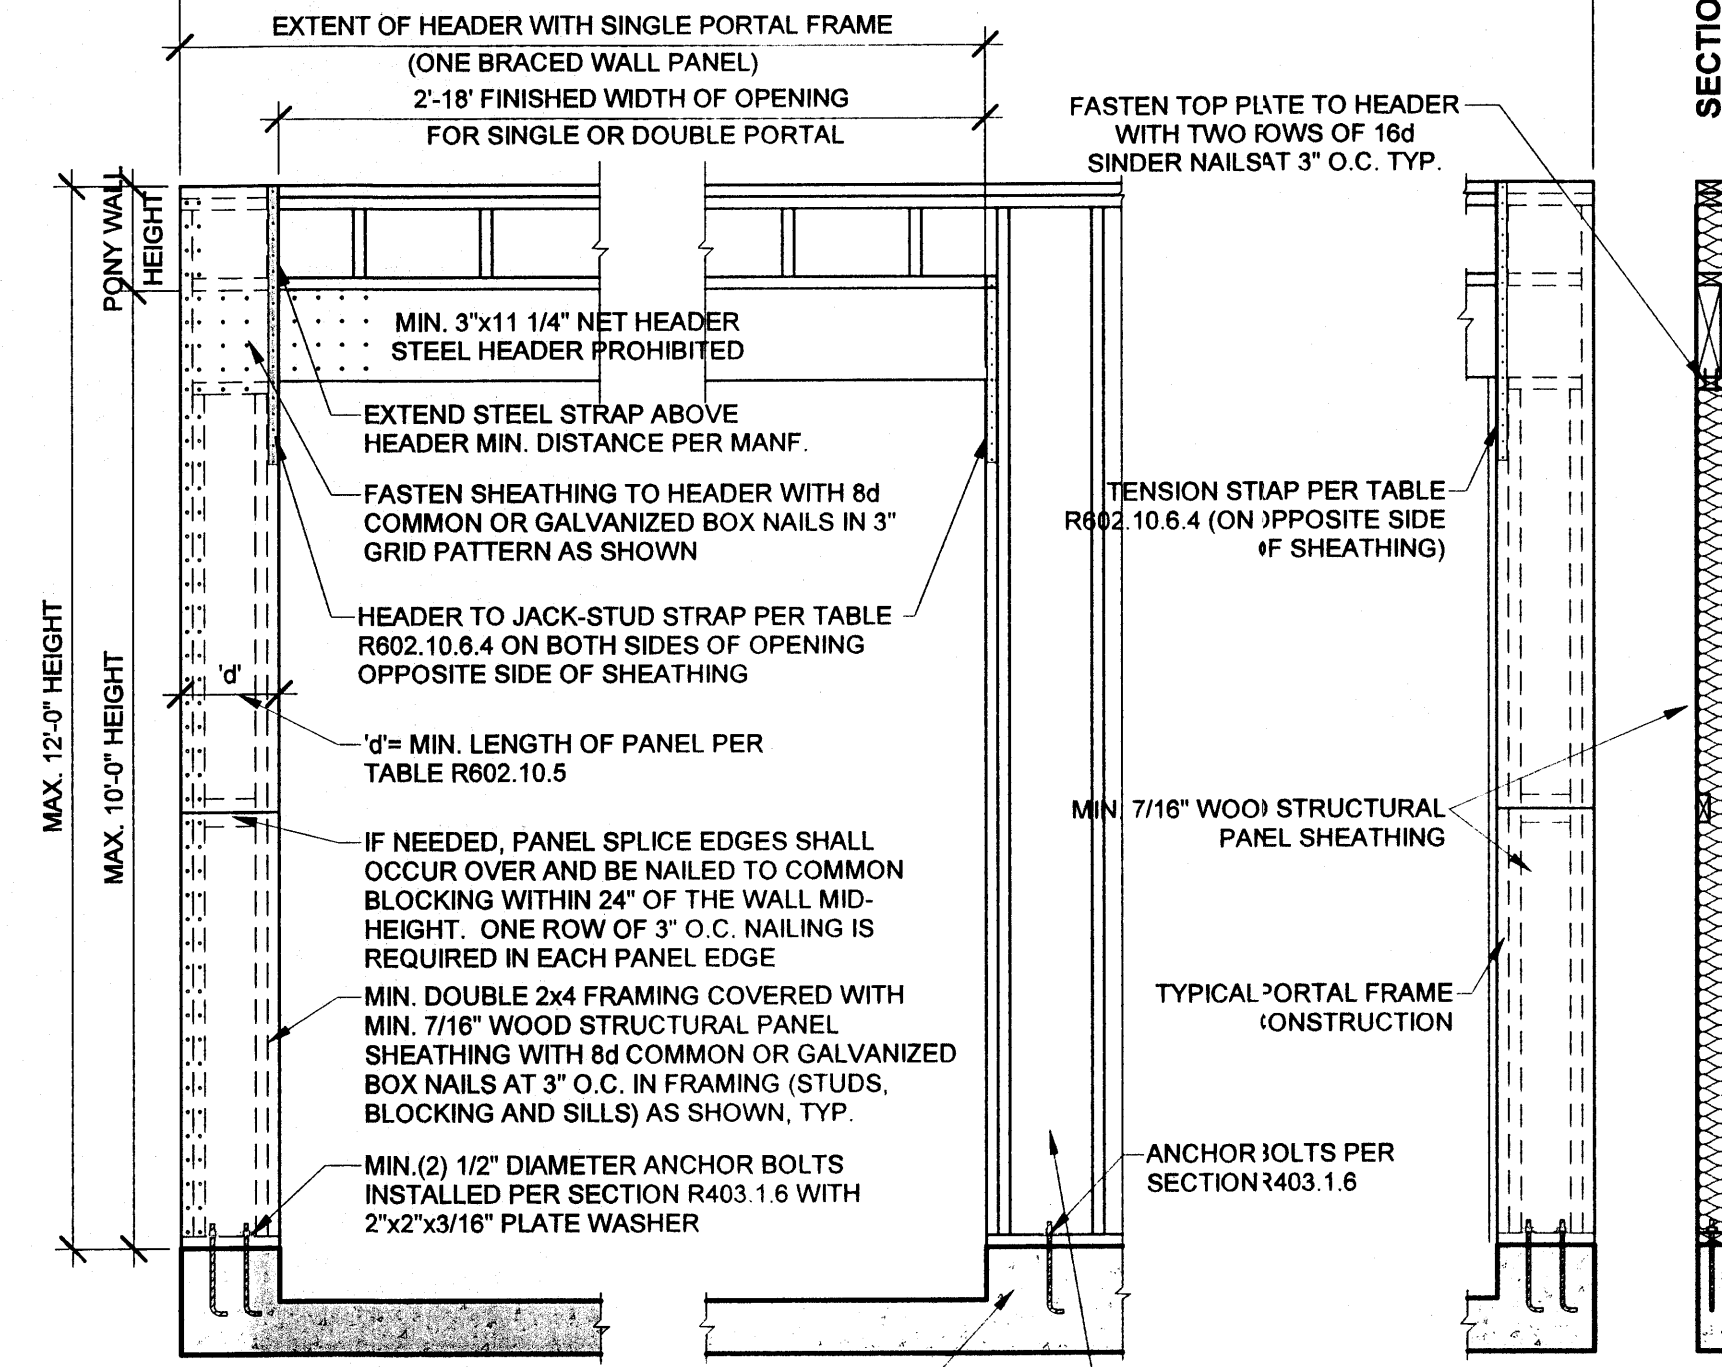 EXTENT OF HEADER WITH SINGLE PORTAL FRAME
(ONE BRACED WALL PANEL)
2'-18' FINISHED WIDTH OF OPENING
FOR SINGLE OR DOUBLE PORTAL
FASTEN TOP PLATE TO HEADER
WITH TWO ROWS OF 16d
SINDER NAILS AT 3" O.C. TYP.
PONY WALL
HEIGHT
MIN. 3"x11 1/4" NET HEADER
STEEL HEADER PROHIBITED
EXTEND STEEL STRAP ABOVE
HEADER MIN. DISTANCE PER MANF.
FASTEN SHEATHING TO HEADER WITH 8d
COMMON OR GALVANIZED BOX NAILS IN 3"
GRID PATTERN AS SHOWN
TENSION STRAP PER TABLE
R602.10.6.4 (ON OPPOSITE SIDE
OF SHEATHING)
HEADER TO JACK-STUD STRAP PER TABLE
R602.10.6.4 ON BOTH SIDES OF OPENING
OPPOSITE SIDE OF SHEATHING
MAX. 12'-0" HEIGHT
MAX. 10'-0" HEIGHT
'd'
'd'= MIN. LENGTH OF PANEL PER
TABLE R602.10.5
MIN. 7/16" WOOD STRUCTURAL
PANEL SHEATHING
IF NEEDED, PANEL SPLICE EDGES SHALL
OCCUR OVER AND BE NAILED TO COMMON
BLOCKING WITHIN 24" OF THE WALL MID-
HEIGHT. ONE ROW OF 3" O.C. NAILING IS
REQUIRED IN EACH PANEL EDGE
MIN. DOUBLE 2x4 FRAMING COVERED WITH
MIN. 7/16" WOOD STRUCTURAL PANEL
SHEATHING WITH 8d COMMON OR GALVANIZED
BOX NAILS AT 3" O.C. IN FRAMING (STUDS,
BLOCKING AND SILLS) AS SHOWN, TYP.
TYPICAL PORTAL FRAME
CONSTRUCTION
MIN.(2) 1/2" DIAMETER ANCHOR BOLTS
INSTALLED PER SECTION R403.1.6 WITH
2"x2"x3/16" PLATE WASHER
ANCHOR BOLTS PER
SECTION R403.1.6